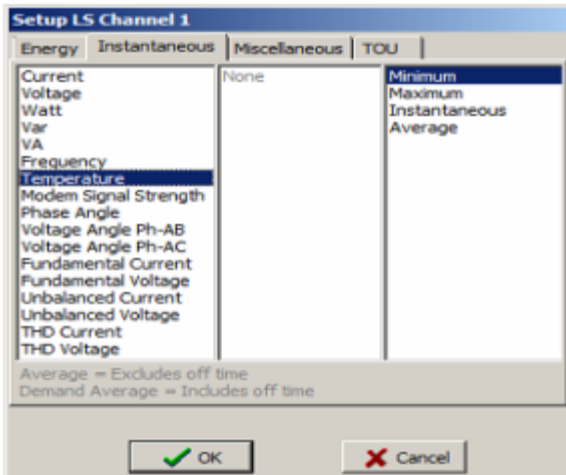 Setup LS Channel 1
Energy Instantaneous Miscellaneous TOU
Current
Voltage
Watt
Var
VA
Frequency
Temperature
Modem Signal Strength
Phase Angle
Voltage Angle Ph-AB
Voltage Angle Ph-AC
Fundamental Current
Fundamental Voltage
Unbalanced Current
Unbalanced Voltage
THD Current
THD Voltage
None
Minimum
Maximum
Instantaneous
Average
Average = Excludes off time
Demand Average = Includes off time
OK Cancel